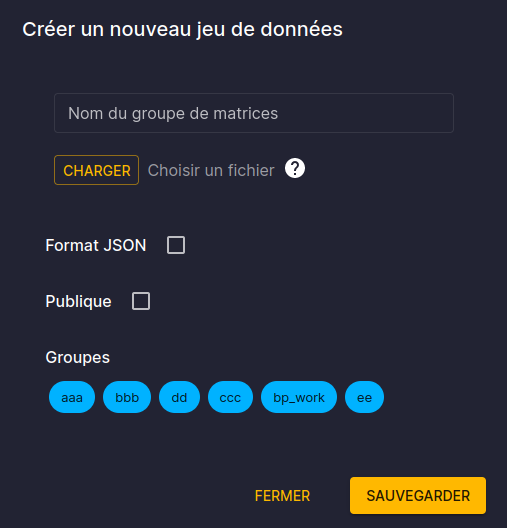 Créer un nouveau jeu de données
Nom du groupe de matrices
CHARGER Choisir un fichier ?
Format JSON
Publique
Groupes
aaa bbb dd ccc bp_work ee
FERMER SAUVEGARDER